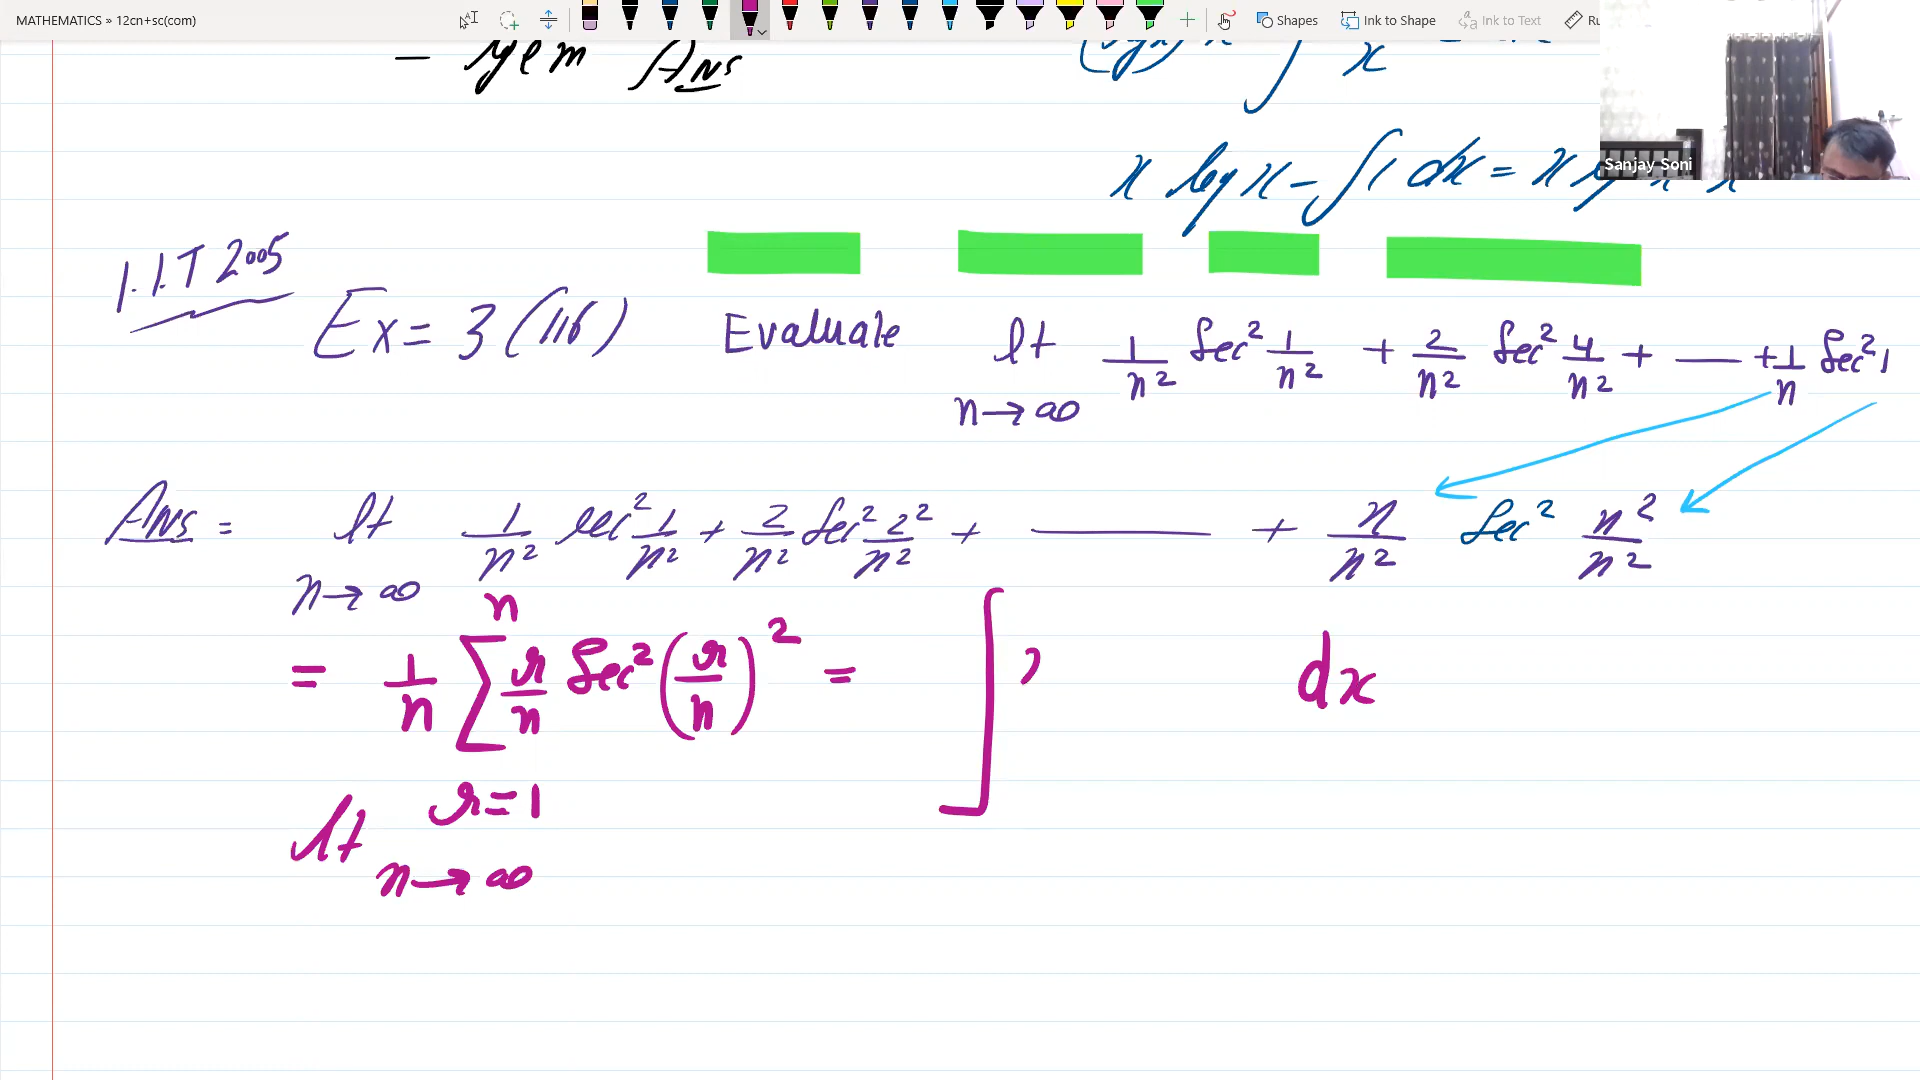 MATHEMATICS » 12cn+sc(com)
Shapes Ink to Shape Ink to Text Ru
Ans
x log x - ∫ 1 dx = x
Sanjay Soni
I.I.T 2005
Ex = 3 (116) Evaluate lt n→∞ 1/n² Sec² 1/n² + 2/n² Sec² 4/n² + —— + 1/n Sec² 1
Ans = lt n→∞ 1/n² sec² 1/n² + 2/n² Sec² 2²/n² + ———— + n/n² Sec² n²/n²
= 1/n ∑ n r=1 r/n Sec² (r/n)² = ∫ dx
lt n→∞